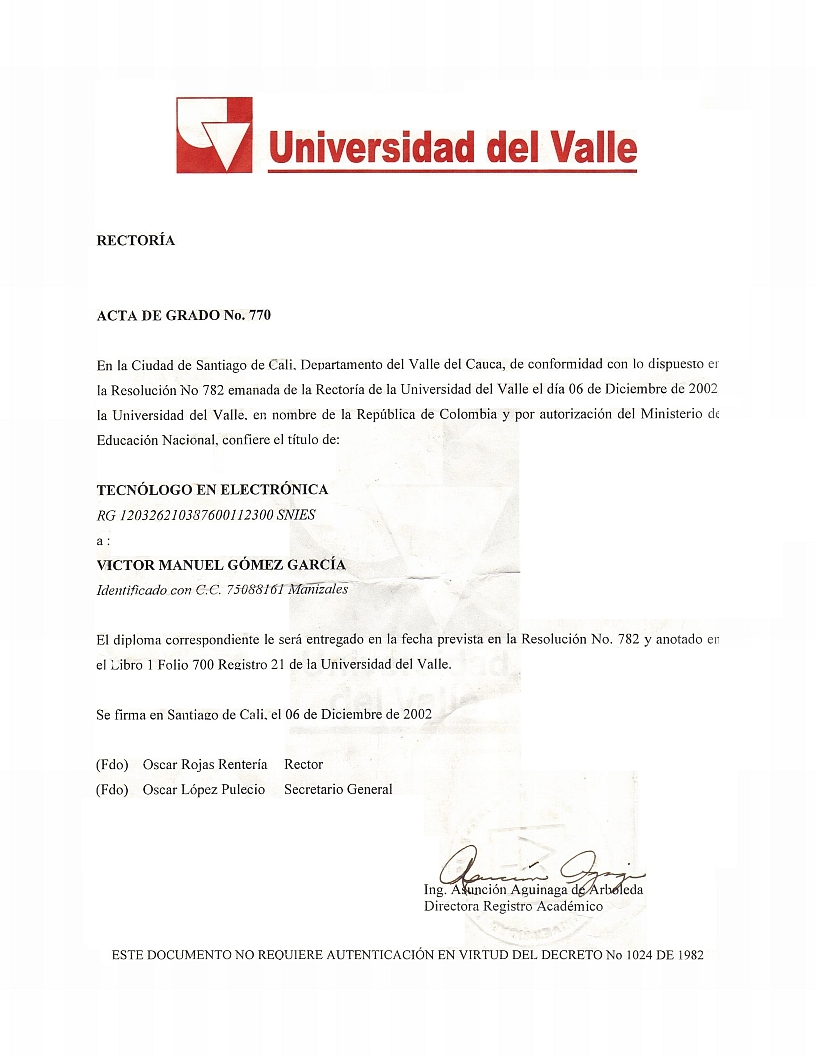 Universidad del Valle
RECTORÍA
ACTA DE GRADO No. 770
En la Ciudad de Santiago de Cali, Departamento del Valle del Cauca, de conformidad con lo dispuesto en
la Resolución No 782 emanada de la Rectoría de la Universidad del Valle el día 06 de Diciembre de 2002
la Universidad del Valle, en nombre de la República de Colombia y por autorización del Ministerio de
Educación Nacional, confiere el título de:
TECNÓLOGO EN ELECTRÓNICA
RG 120326210387600112300 SNIES
a :
VICTOR MANUEL GÓMEZ GARCÍA
Identificado con C.C. 75088161 Manizales
El diploma correspondiente le será entregado en la fecha prevista en la Resolución No. 782 y anotado en
el Libro 1 Folio 700 Registro 21 de la Universidad del Valle.
Se firma en Santiago de Cali, el 06 de Diciembre de 2002
(Fdo) Oscar Rojas Rentería Rector
(Fdo) Oscar López Pulecio Secretario General
Ing. Asunción Aguinaga de Arboleda
Directora Registro Académico
ESTE DOCUMENTO NO REQUIERE AUTENTICACIÓN EN VIRTUD DEL DECRETO No 1024 DE 1982